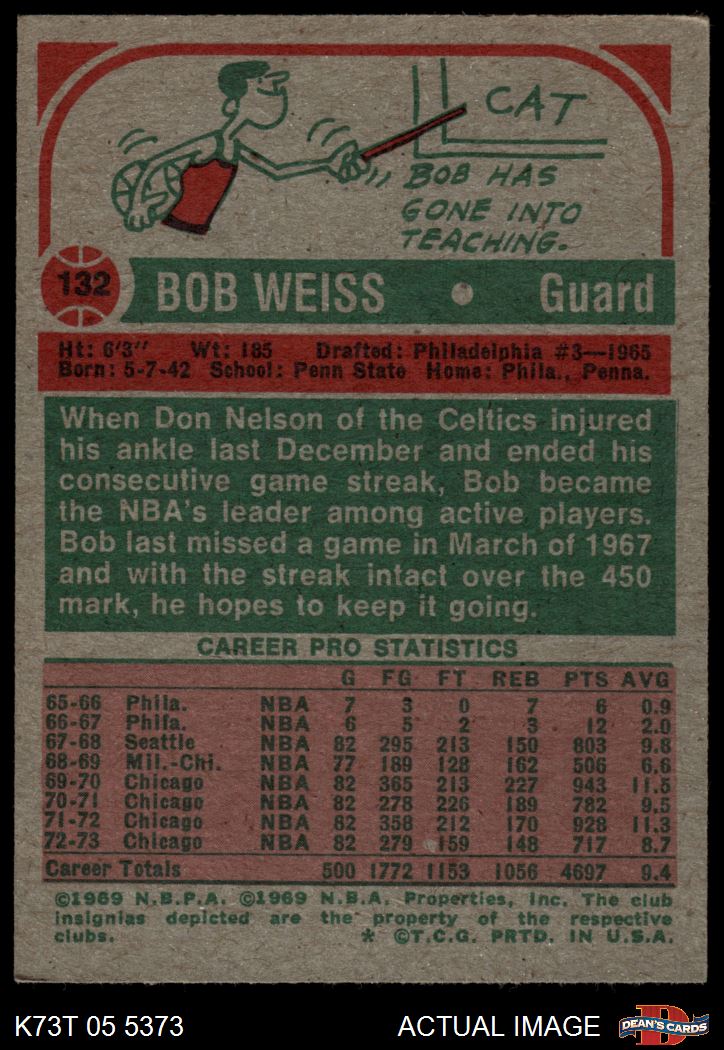 CAT
BOB HAS
GONE INTO
TEACHING.
132 BOB WEISS • Guard
Ht: 6'3" Wt: 185 Drafted: Philadelphia #3—1965
Born: 5-7-42 School: Penn State Home: Phila., Penna.
When Don Nelson of the Celtics injured
his ankle last December and ended his
consecutive game streak, Bob became
the NBA's leader among active players.
Bob last missed a game in March of 1967
and with the streak intact over the 450
mark, he hopes to keep it going.
CAREER PRO STATISTICS
G FG FT REB PTS AVG
65-66 Phila. NBA 7 3 0 7 6 0.9
66-67 Phila. NBA 6 5 2 3 12 2.0
67-68 Seattle NBA 82 295 213 150 803 9.8
68-69 Mil.-Chi. NBA 77 189 128 162 506 6.6
69-70 Chicago NBA 82 365 213 227 943 11.5
70-71 Chicago NBA 82 278 226 189 782 9.5
71-72 Chicago NBA 82 358 212 170 928 11.3
72-73 Chicago NBA 82 279 159 148 717 8.7
Career Totals 500 1772 1153 1056 4697 9.4
©1969 N.B.P.A. ©1969 N.B.A. Properties, Inc. The club
insignias depicted are the property of the respective
clubs. * ©T.C.G. PRTD. IN U.S.A.
K73T 05 5373 ACTUAL IMAGE DEAN'S CARDS